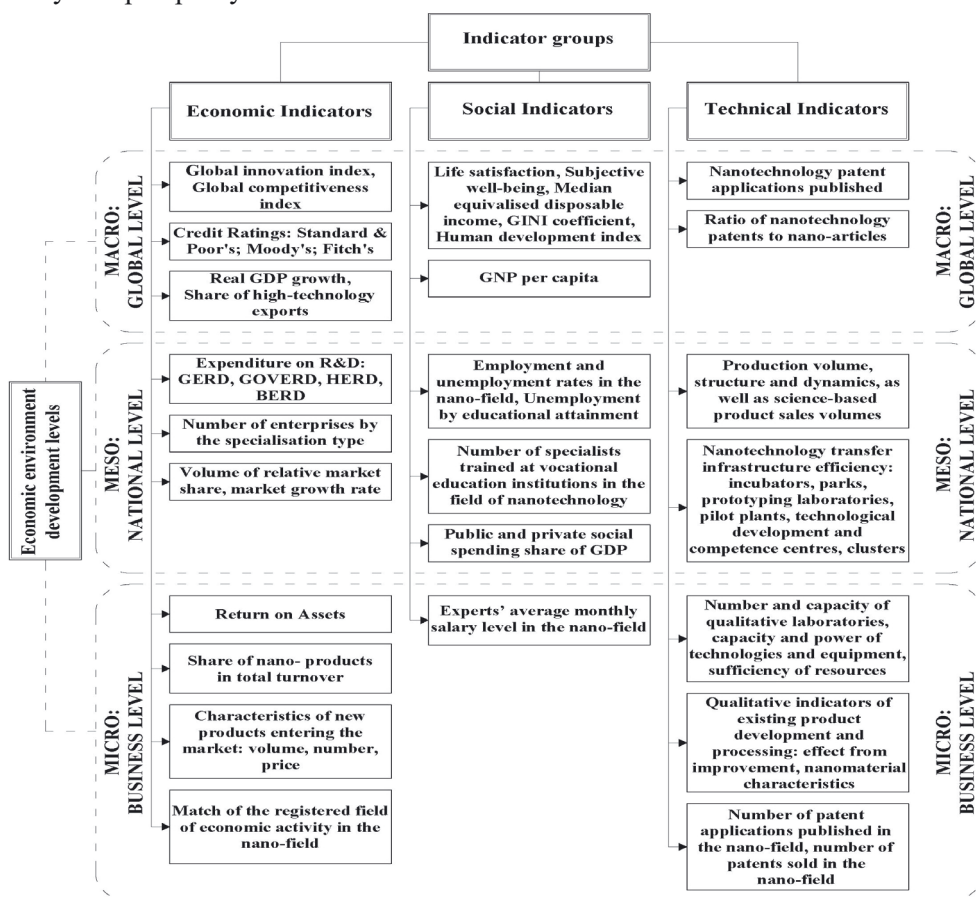 Indicator groups
Economic Indicators
Social Indicators
Technical Indicators
Economic environment
development levels
MACRO:
GLOBAL LEVEL
Global innovation index,
Global competitiveness
index
Credit Ratings: Standard &
Poor's; Moody's; Fitch's
Real GDP growth,
Share of high-technology
exports
Life satisfaction, Subjective
well-being, Median
equivalised disposable
income, GINI coefficient,
Human development index
GNP per capita
Nanotechnology patent
applications published
Ratio of nanotechnology
patents to nano-articles
MACRO:
GLOBAL LEVEL
MESO:
NATIONAL LEVEL
Expenditure on R&D:
GERD, GOVERD, HERD,
BERD
Number of enterprises by
the specialisation type
Volume of relative market
share, market growth rate
Employment and
unemployment rates in the
nano-field, Unemployment
by educational attainment
Number of specialists
trained at vocational
education institutions in the
field of nanotechnology
Public and private social
spending share of GDP
Production volume,
structure and dynamics, as
well as science-based
product sales volumes
Nanotechnology transfer
infrastructure efficiency:
incubators, parks,
prototyping laboratories,
pilot plants, technological
development and
competence centres, clusters
MESO:
NATIONAL LEVEL
MICRO:
BUSINESS LEVEL
Return on Assets
Share of nano- products
in total turnover
Characteristics of new
products entering the
market: volume, number,
price
Match of the registered field
of economic activity in the
nano-field
Experts' average monthly
salary level in the nano-field
Number and capacity of
qualitative laboratories,
capacity and power of
technologies and equipment,
sufficiency of resources
Qualitative indicators of
existing product
development and
processing: effect from
improvement, nanomaterial
characteristics
Number of patent
applications published in
the nano-field, number of
patents sold in the
nano-field
MICRO:
BUSINESS LEVEL